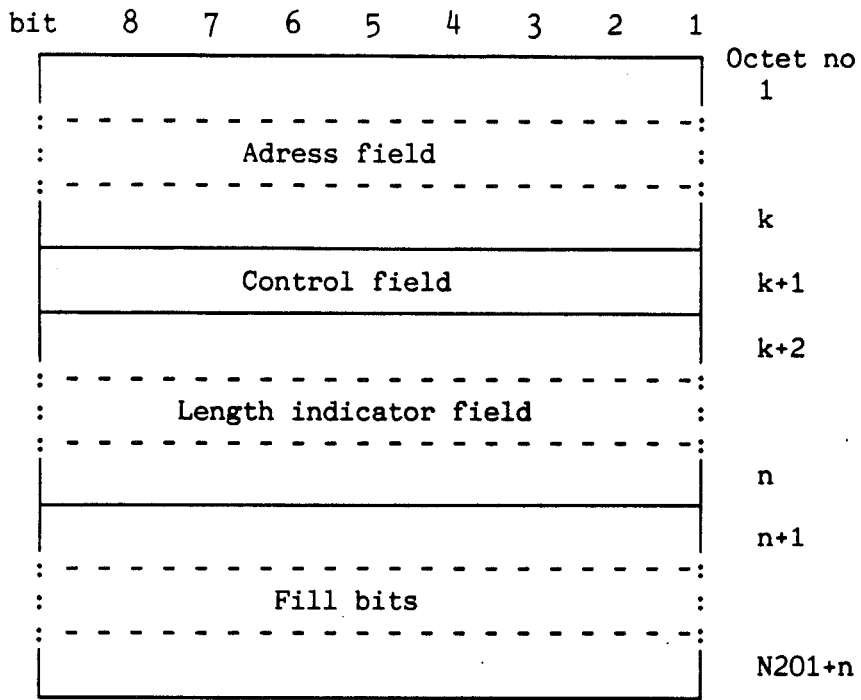 bit 8 7 6 5 4 3 2 1
Octet no
1
Adress field
k
Control field k+1
k+2
Length indicator field
n
n+1
Fill bits
N201+n